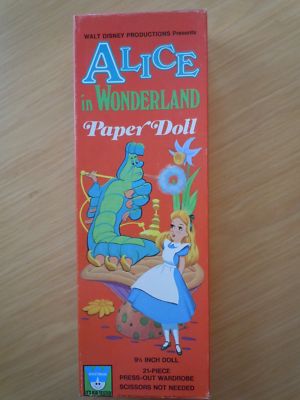 WALT DISNEY PRODUCTIONS Presents
ALICE
in WONDERLAND
Paper Doll
9½ INCH DOLL
21-PIECE
PRESS-OUT WARDROBE
SCISSORS NOT NEEDED